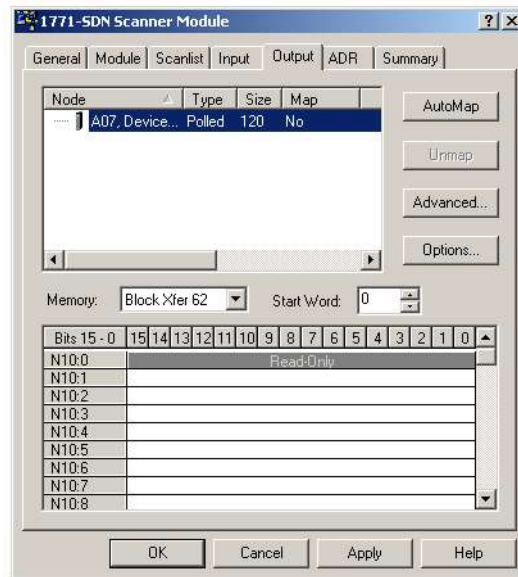 1771-SDN Scanner Module
General Module Scanlist Input Output ADR Summary
Node Type Size Map
A07, Device... Polled 120 No
AutoMap
Unmap
Advanced...
Options...
Memory: Block Xfer 62 Start Word: 0
Bits 15 - 0 15 14 13 12 11 10 9 8 7 6 5 4 3 2 1 0
N10:0 Read-Only
N10:1
N10:2
N10:3
N10:4
N10:5
N10:6
N10:7
N10:8
OK Cancel Apply Help